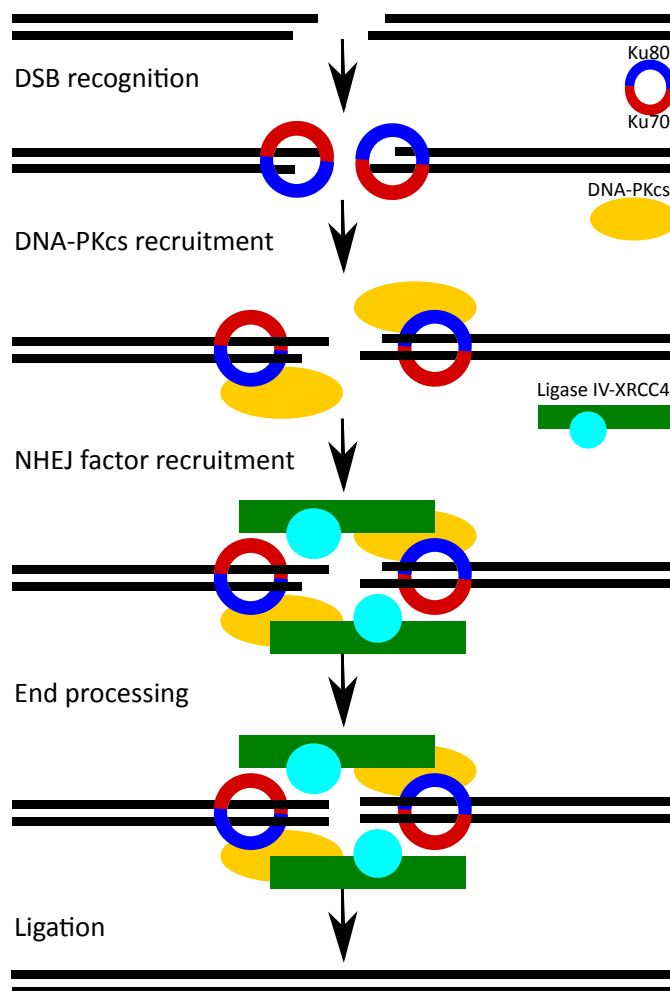 Ku80
DSB recognition
Ku70
DNA-PKcs
DNA-PKcs recruitment
Ligase IV-XRCC4
NHEJ factor recruitment
End processing
Ligation